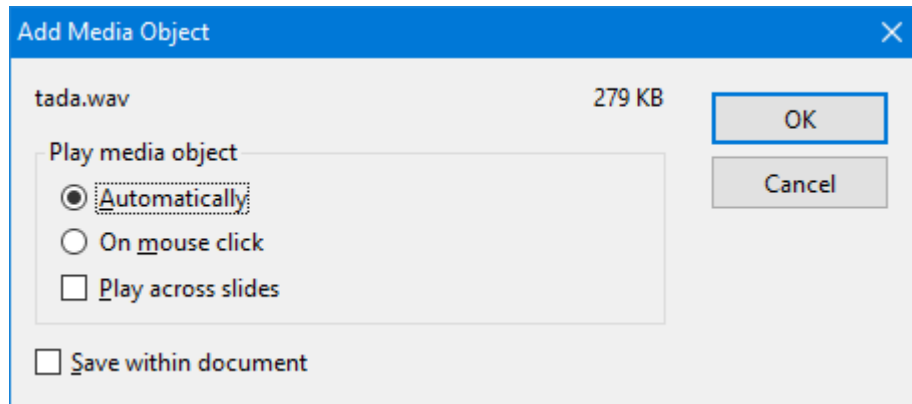 Add Media Object
tada.wav 279 KB
OK
Play media object
Automatically
Cancel
On mouse click
Play across slides
Save within document